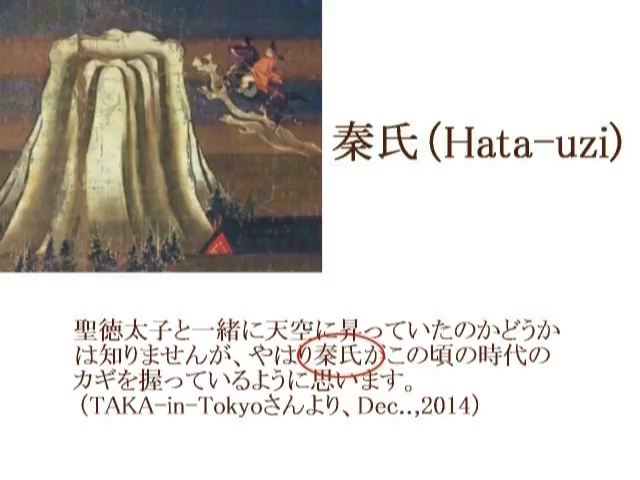 秦氏(Hata-uzi)
聖徳太子と一緒に天空に昇っていたのかどうか
は知りませんが、やはり秦氏がこの頃の時代の
カギを握っているように思います。
(TAKA-in-Tokyoさんより、Dec..,2014)